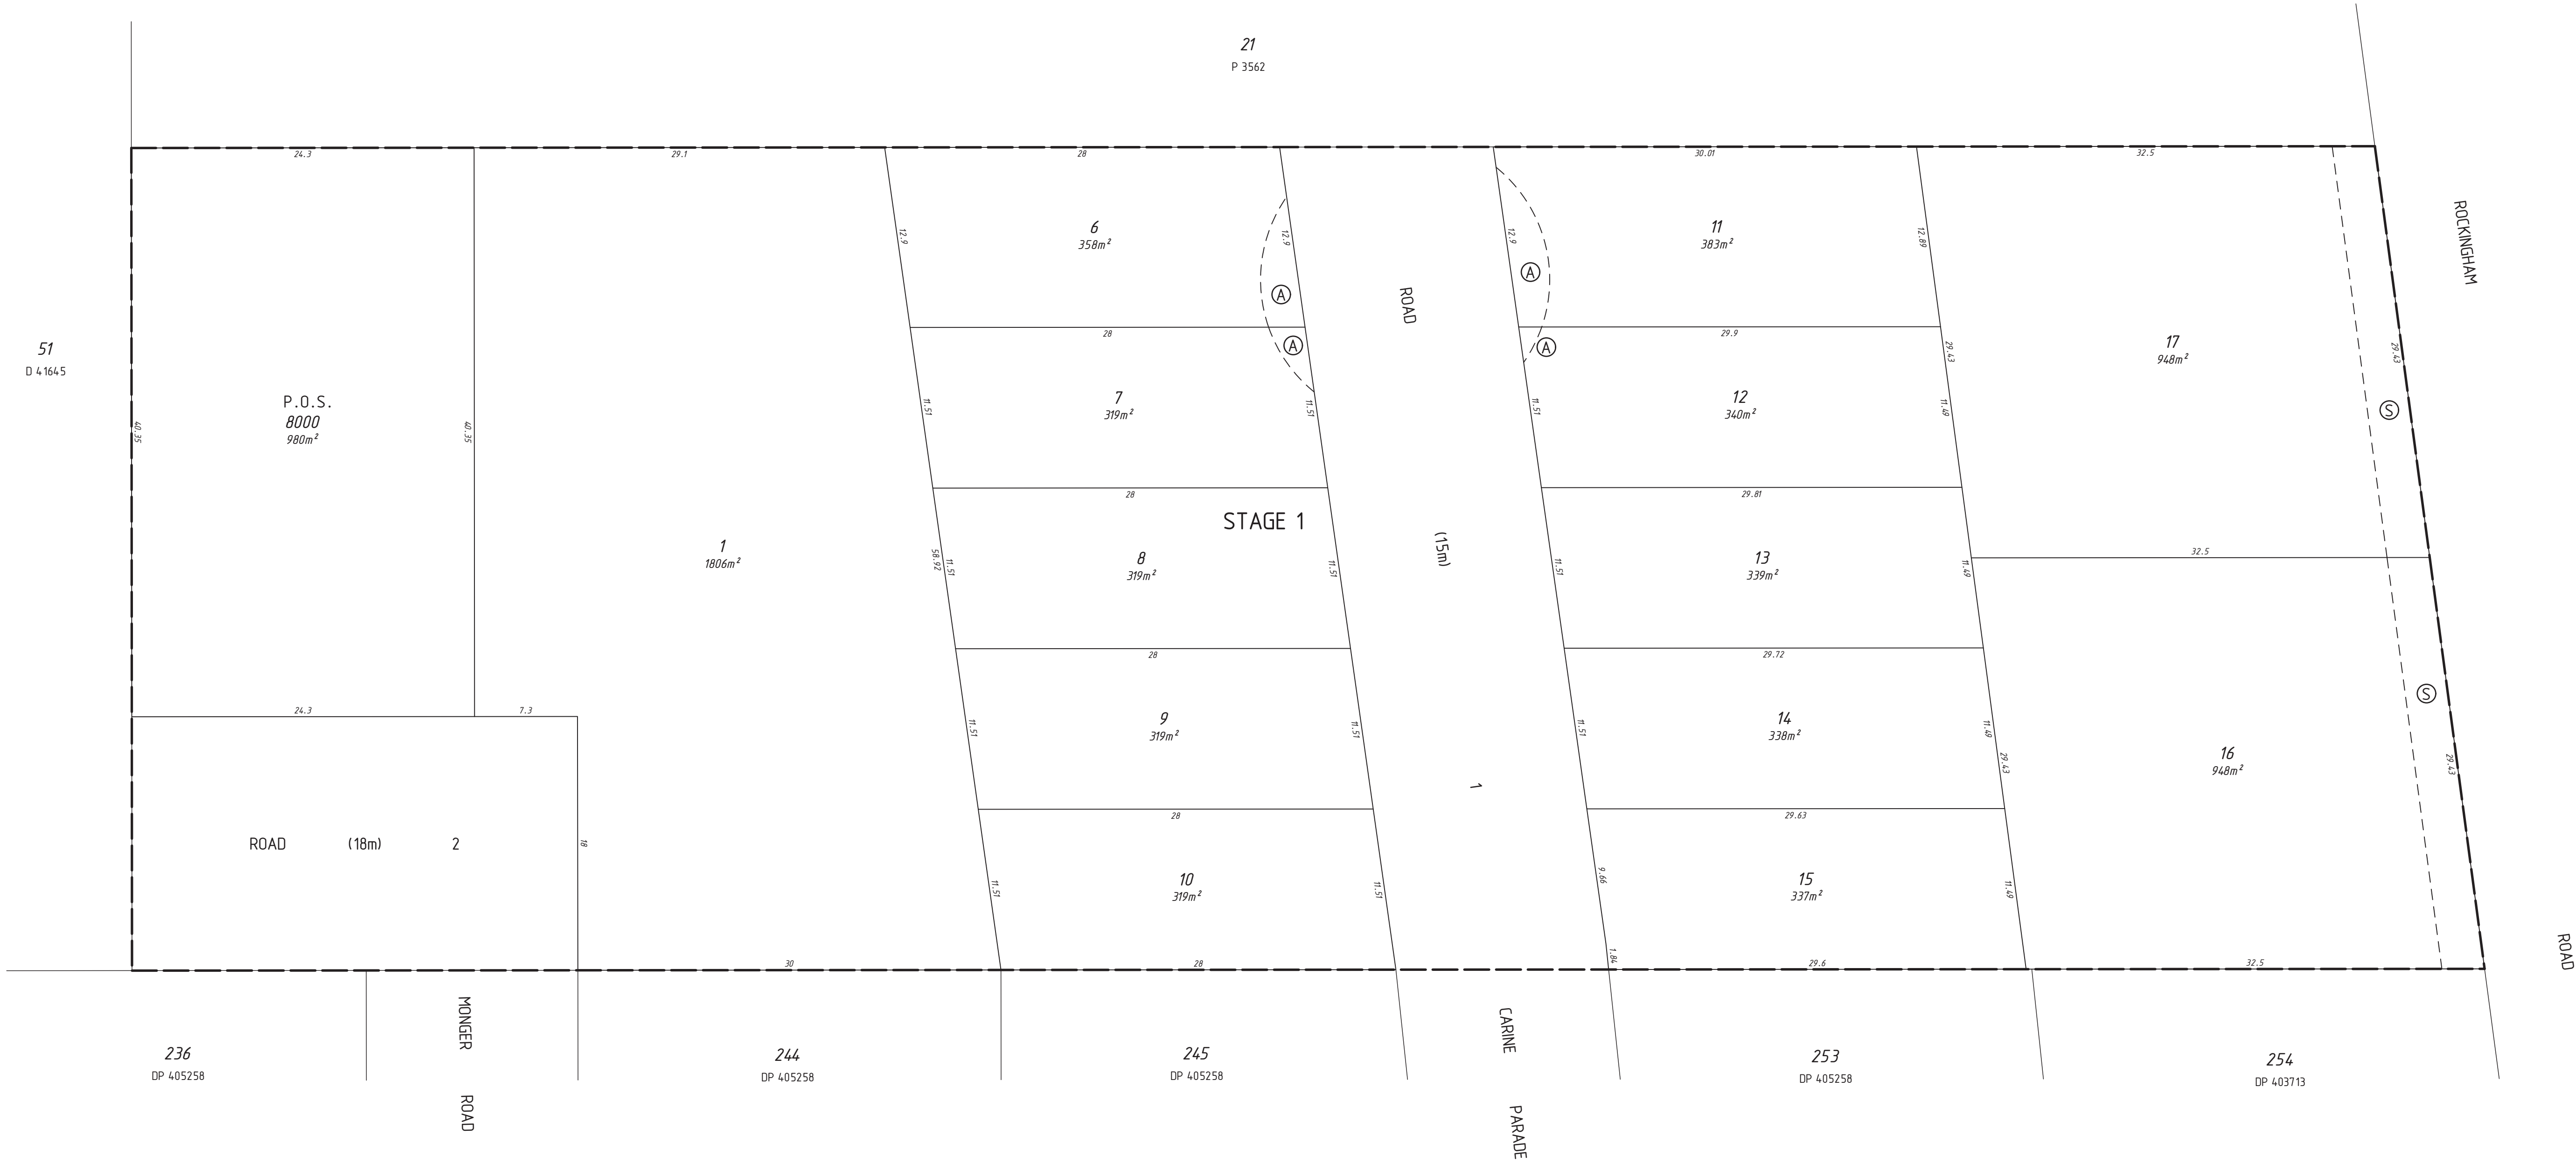 21
P 3562
24.3
29.1
28
30.01
32.5
ROCKINGHAM
ROAD
51
D 41645
P.O.S.
8000
980m²
40.35
40.35
24.3
7.3
18
ROAD (18m) 2
1
1806m²
58.92
30
12.9
6
358m²
12.9
A
28
A
11.51
7
319m²
11.51
28
STAGE 1
11.51
8
319m²
11.51
28
11.51
9
319m²
11.51
28
11.51
10
319m²
11.51
28
ROAD
(15m)
1
12.9
11
383m²
12.89
A
29.9
A
11.51
12
340m²
11.49
29.81
11.51
13
339m²
11.49
29.72
11.51
14
338m²
11.49
29.63
9.66
1.84
15
337m²
11.49
29.6
29.43
17
948m²
29.43
S
32.5
29.43
16
948m²
29.43
S
32.5
236
DP 405258
MONGER
ROAD
244
DP 405258
245
DP 405258
CARINE
PARADE
253
DP 405258
254
DP 403713